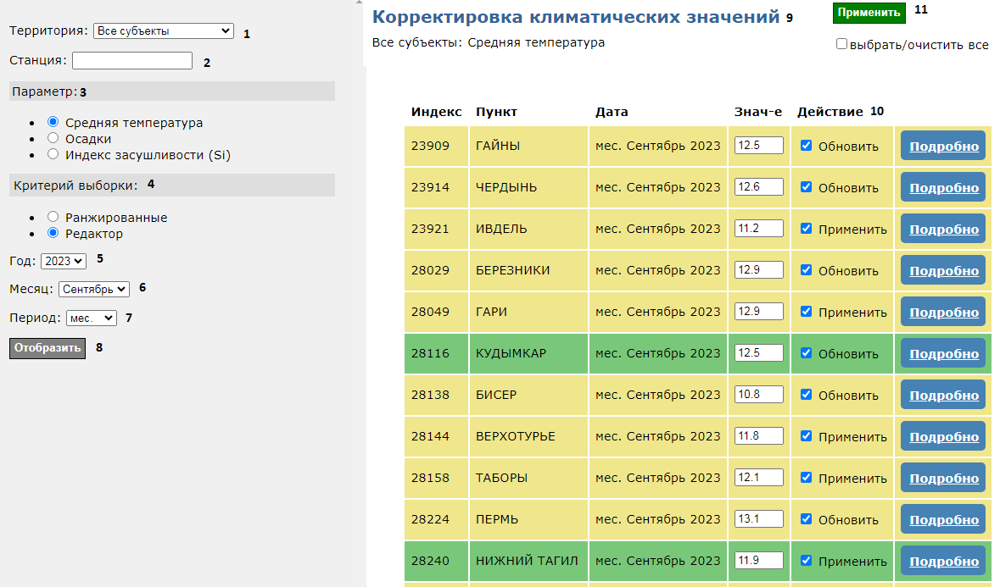 Территория: Все субъекты 1
Станция: 2
Параметр: 3
Средняя температура
Осадки
Индекс засушливости (Si)
Критерий выборки: 4
Ранжированные
Редактор
Год: 2023 5
Месяц: Сентябрь 6
Период: мес. 7
Отобразить 8
Корректировка климатических значений 9
Применить 11
Все субъекты: Средняя температура
выбрать/очистить все
Индекс Пункт Дата Знач-е Действие 10
23909 ГАЙНЫ мес. Сентябрь 2023 12.5 Обновить Подробно
23914 ЧЕРДЫНЬ мес. Сентябрь 2023 12.6 Обновить Подробно
23921 ИВДЕЛЬ мес. Сентябрь 2023 11.2 Применить Подробно
28029 БЕРЕЗНИКИ мес. Сентябрь 2023 12.9 Обновить Подробно
28049 ГАРИ мес. Сентябрь 2023 12.9 Применить Подробно
28116 КУДЫМКАР мес. Сентябрь 2023 12.5 Обновить Подробно
28138 БИСЕР мес. Сентябрь 2023 10.8 Обновить Подробно
28144 ВЕРХОТУРЬЕ мес. Сентябрь 2023 11.8 Применить Подробно
28158 ТАБОРЫ мес. Сентябрь 2023 12.1 Применить Подробно
28224 ПЕРМЬ мес. Сентябрь 2023 13.1 Обновить Подробно
28240 НИЖНИЙ ТАГИЛ мес. Сентябрь 2023 11.9 Применить Подробно